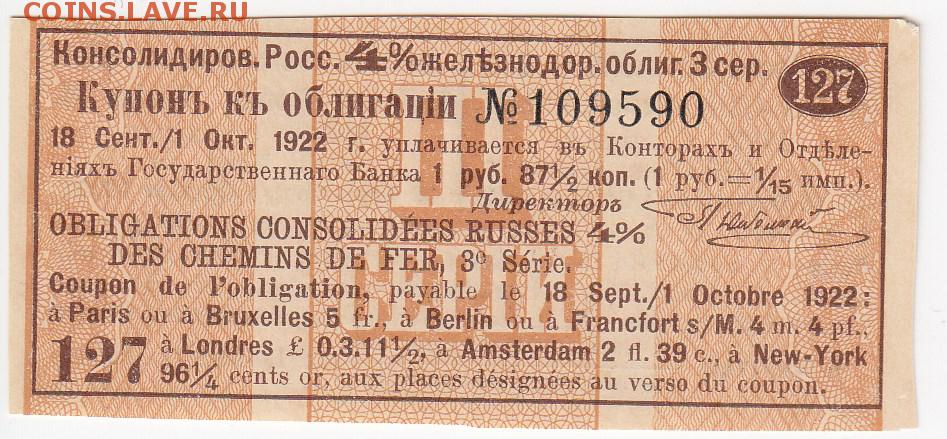 COINS.LAVE.RU
Консолидиров. Росс. 4% желѣзнодор. облиг. 3 сер.
127
Купонъ къ облигаціи № 109590
18 Сент./1 Окт. 1922 г. уплачивается въ Конторахъ и Отдѣле-
ніяхъ Государственнаго Банка 1 руб. 87½ коп. (1 руб.=1/15 имп.).
Директоръ
OBLIGATIONS CONSOLIDÉES RUSSES 4%
DES CHEMINS DE FER, 3e Série.
Coupon de l'obligation, payable le 18 Sept./1 Octobre 1922:
à Paris ou à Bruxelles 5 fr., à Berlin ou à Francfort s/M. 4 m. 4 pf.,
127
à Londres £ 0.3.11½, à Amsterdam 2 fl. 39 c., à New-York
96¼ cents or, aux places désignées au verso du coupon.